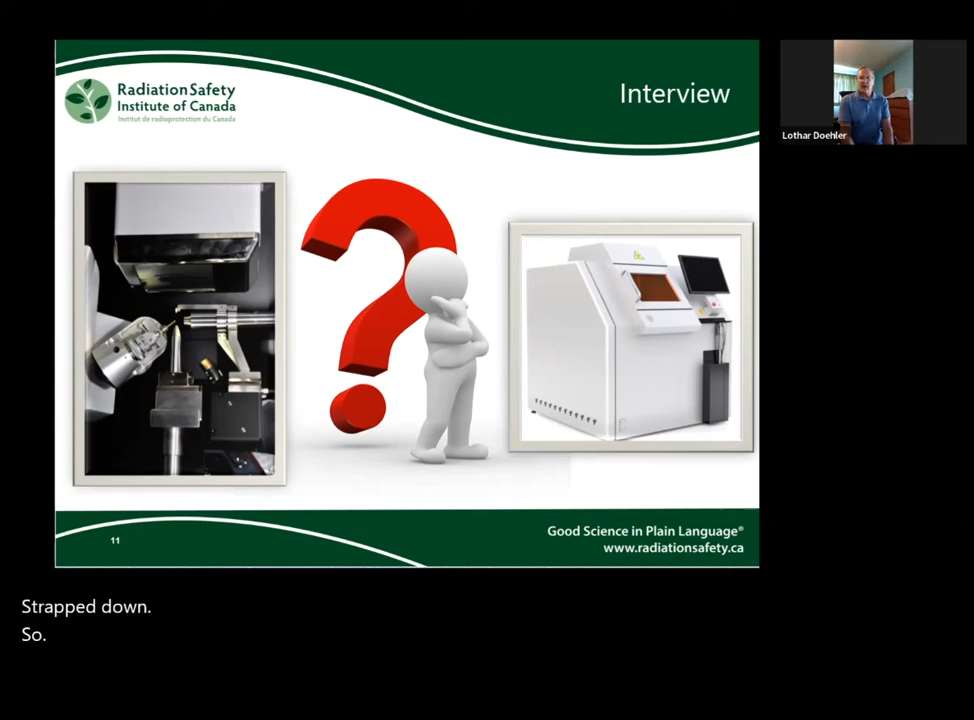 Radiation Safety
Institute of Canada
Institut de radioprotection du Canada
Interview
Lothar Doehler
11
Good Science in Plain Language®
www.radiationsafety.ca
Strapped down.
So.